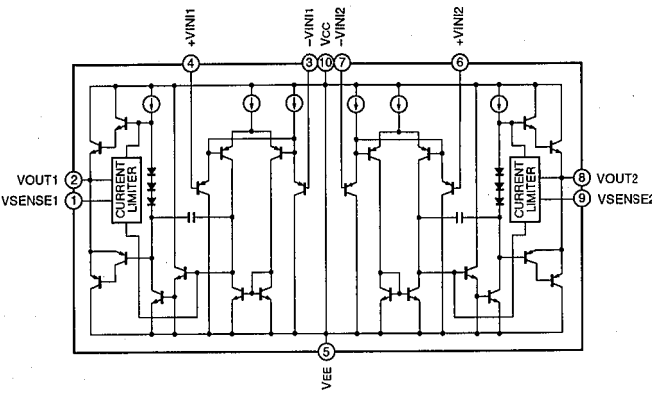 +VINI1
−VINI1
VCC
−VINI2
+VINI2
4
3
10
7
6
VOUT1
2
VSENSE1
1
CURRENT
LIMITER
CURRENT
LIMITER
8
VOUT2
9
VSENSE2
5
VEE